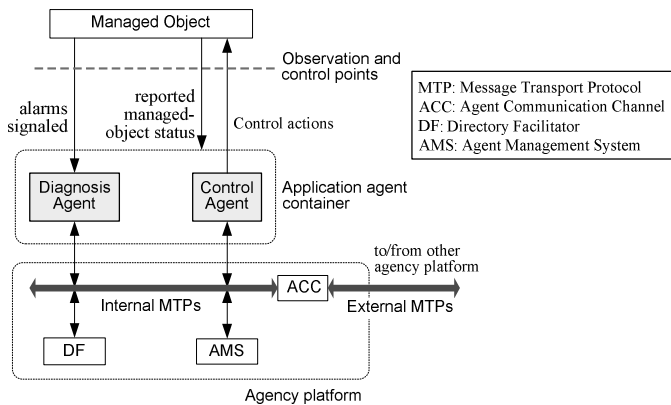 Managed Object
Observation and
control points
alarms
signaled
reported
managed-
object status
Control actions
MTP: Message Transport Protocol
ACC: Agent Communication Channel
DF: Directory Facilitator
AMS: Agent Management System
Diagnosis
Agent
Control
Agent
Application agent
container
to/from other
agency platform
ACC
Internal MTPs
External MTPs
DF
AMS
Agency platform